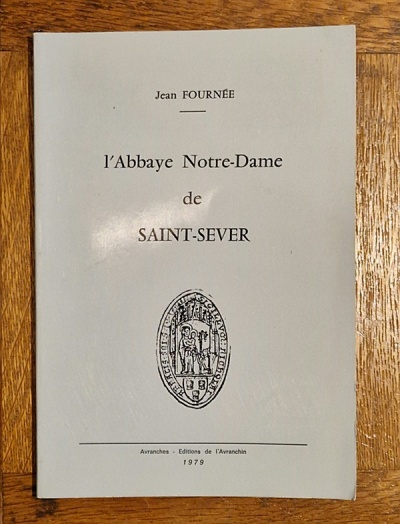 Jean FOURNÉE
l'Abbaye Notre-Dame
de
SAINT-SEVER
Avranches - Editions de l'Avranchin
1979